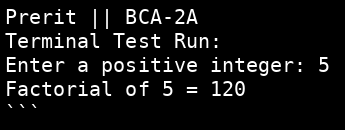 Prerit || BCA-2A
Terminal Test Run:
Enter a positive integer: 5
Factorial of 5 = 120
```